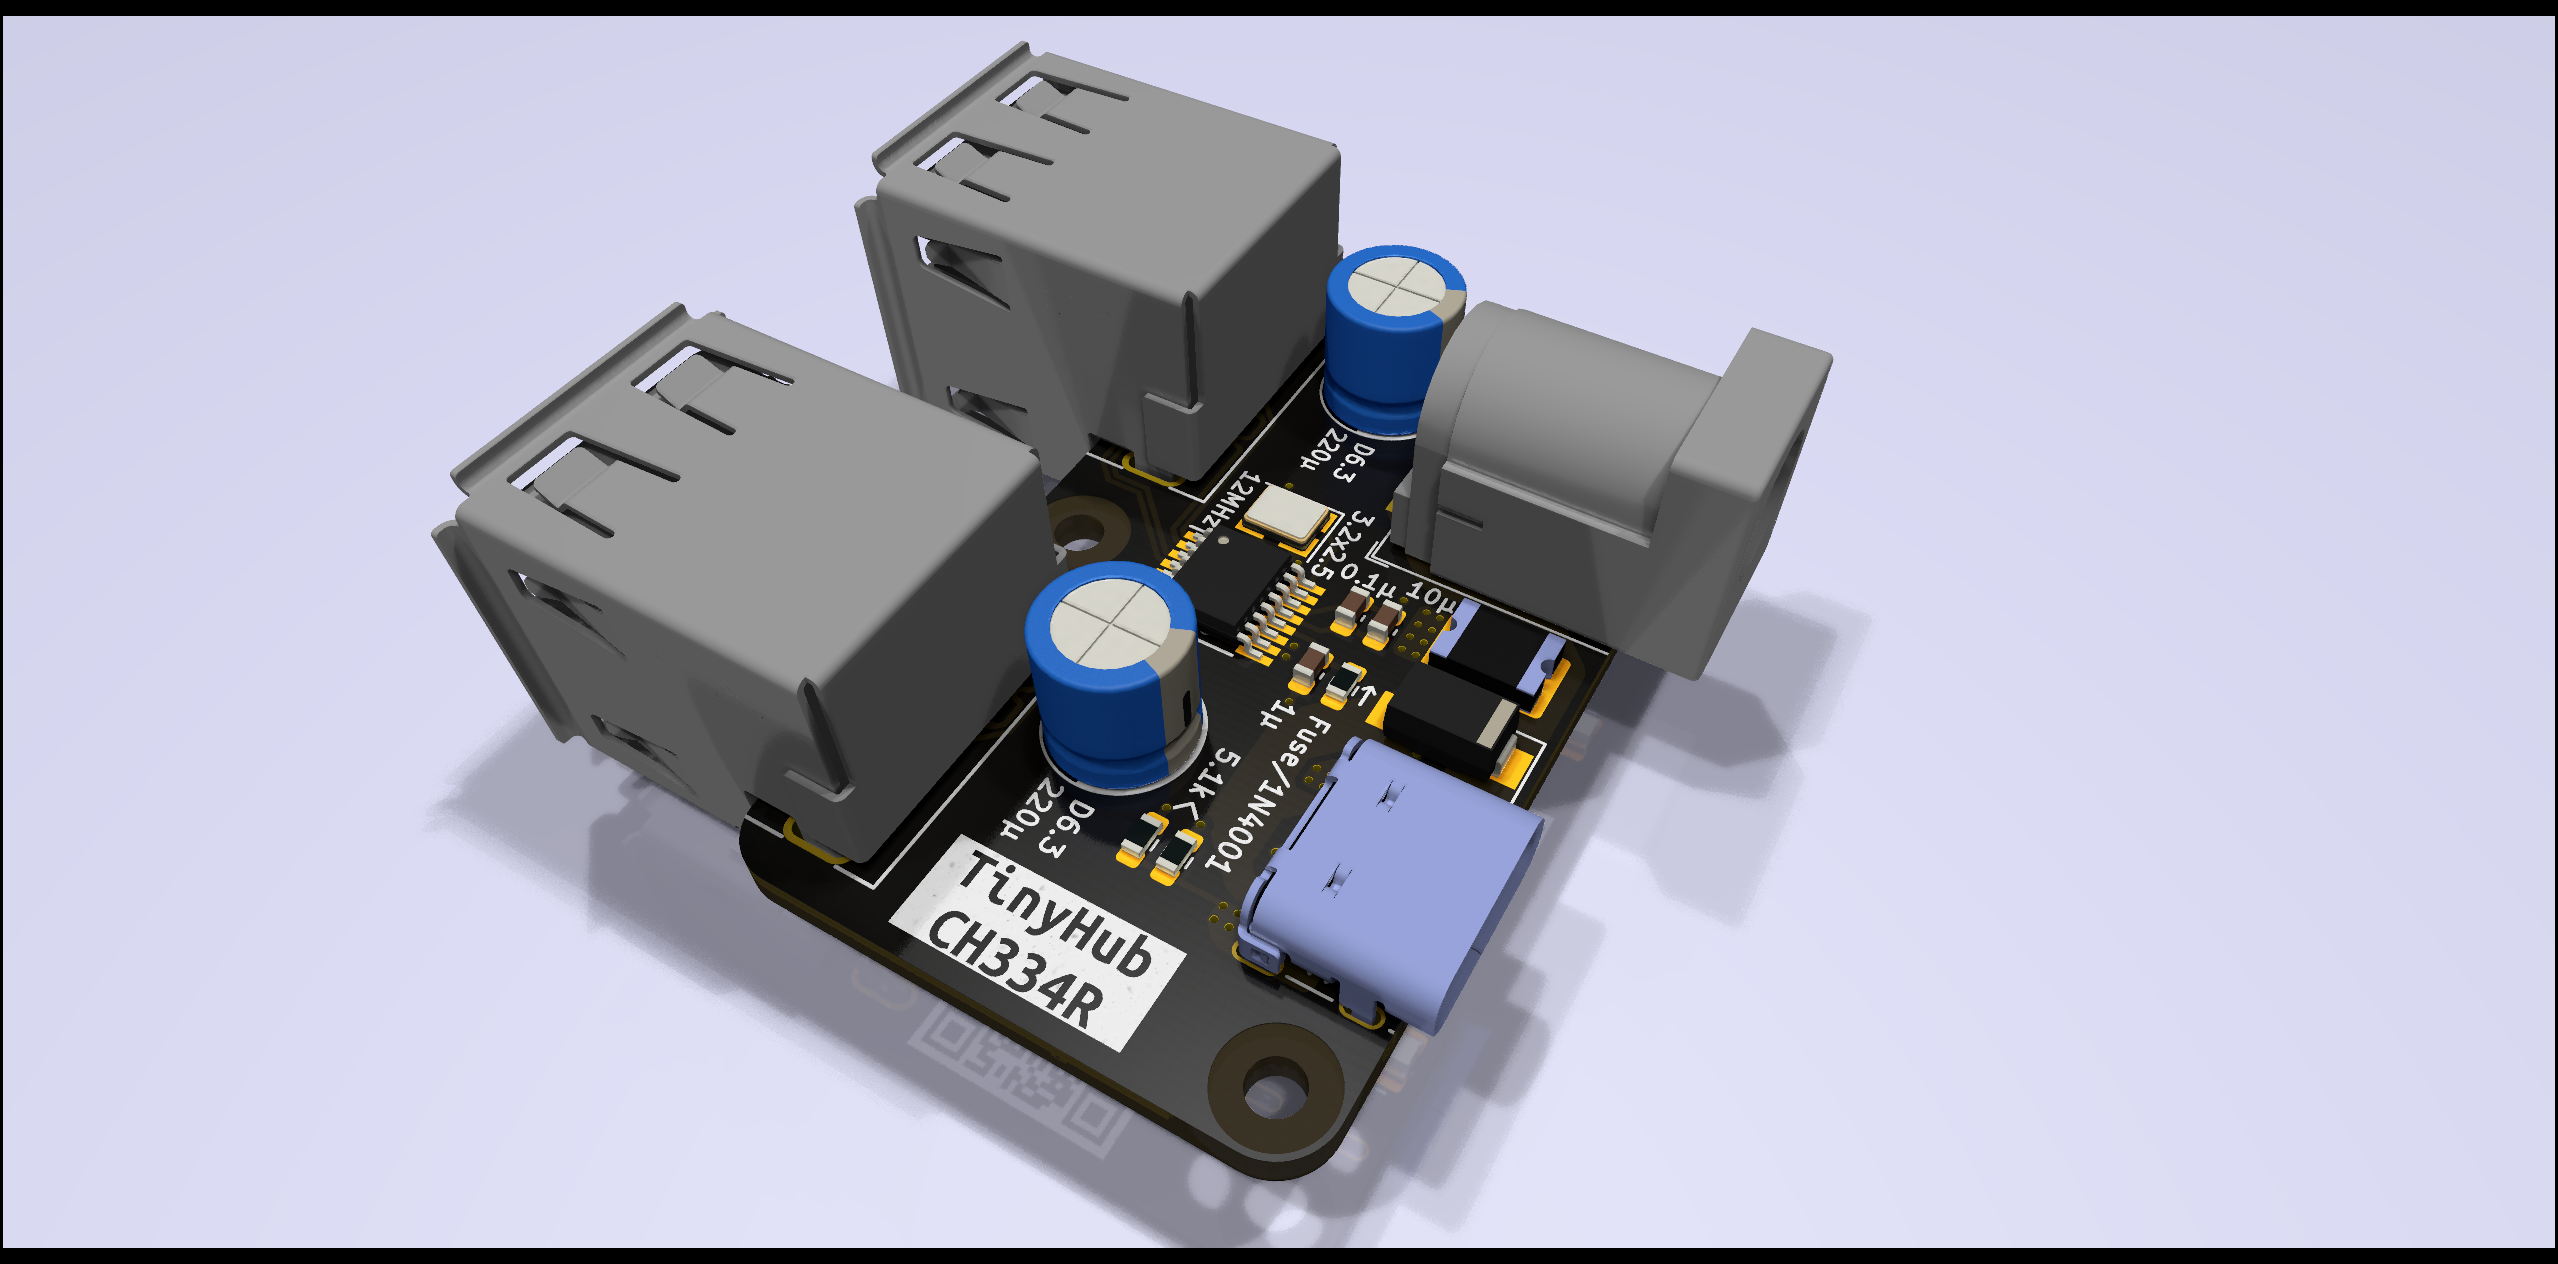 D6.3
220µ
12MHz
3.2x2.5
0.1µ
10µ
1µ
Fuse/1N4001
5.1k
D6.3
220µ
TinyHub
CH334R